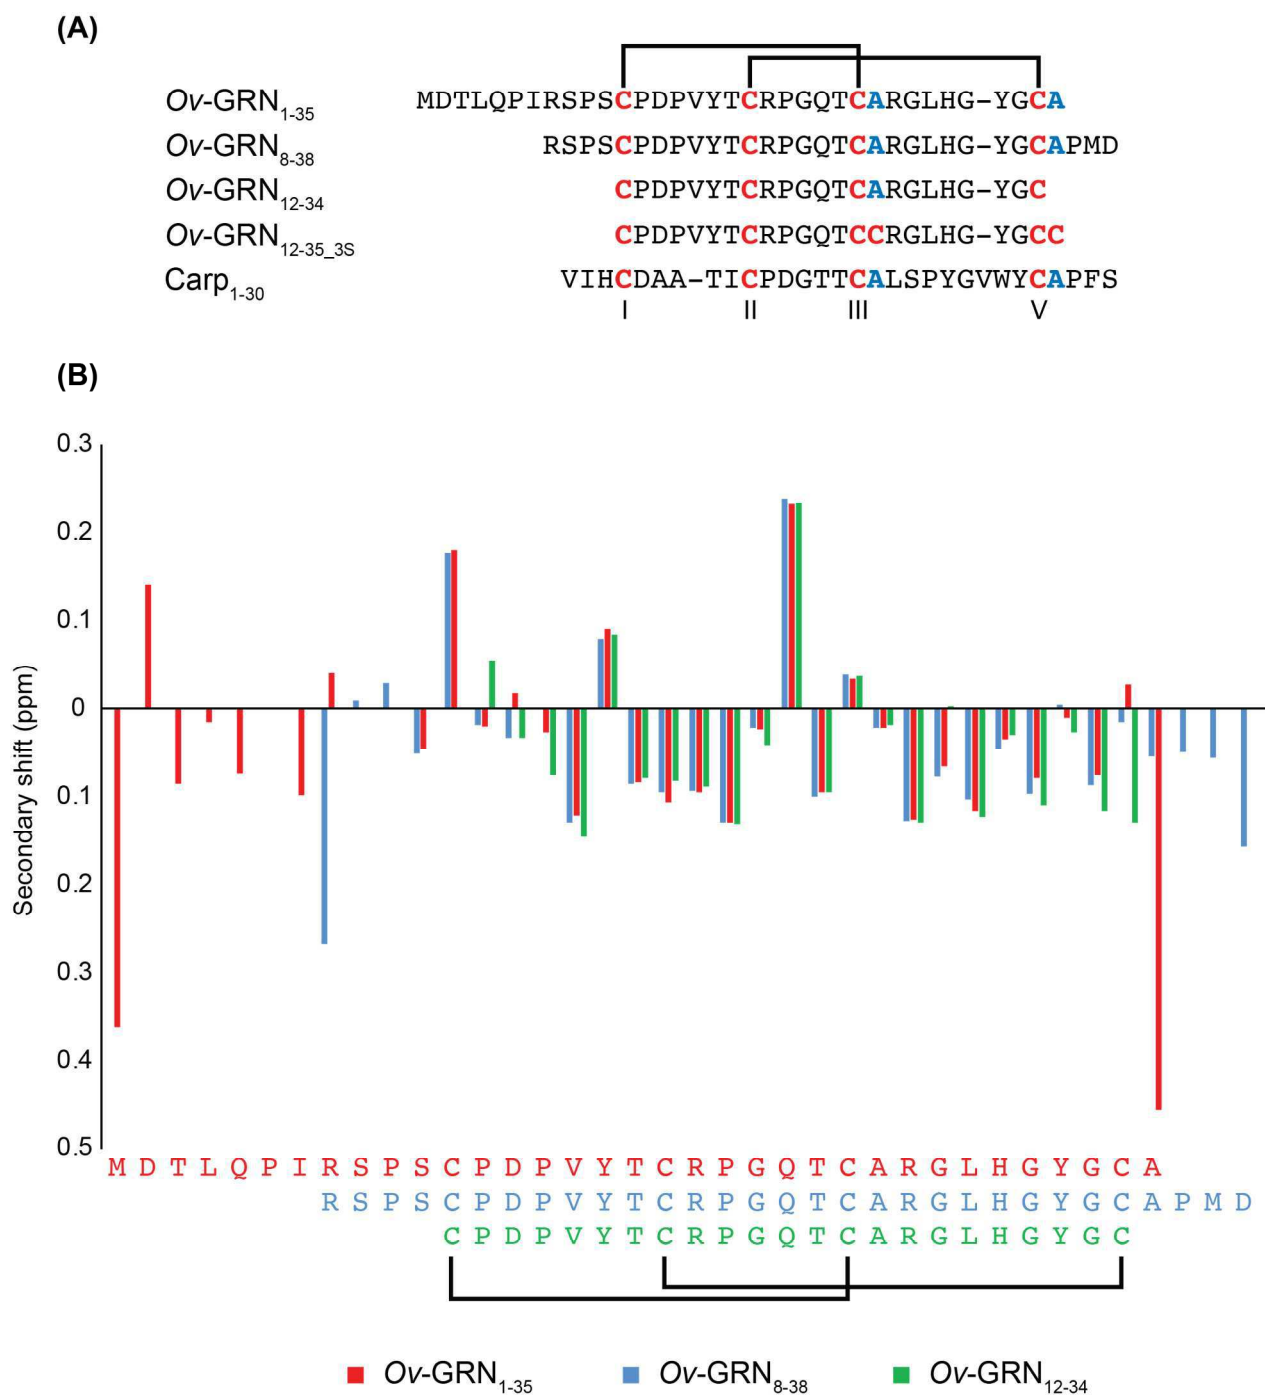 (A)
Ov-GRN1-35 MDTLQPIRSPSCPDPVYTCRPGQTCARGLHG-YGCA
Ov-GRN8-38 RSPSCPDPVYTCRPGQTCARGLHG-YGCAPMD
Ov-GRN12-34 CPDPVYTCRPGQTCARGLHG-YGC
Ov-GRN12-35_3S CPDPVYTCRPGQTCCRGLHG-YGCC
Carp1-30 VIHCDAA-TICPDGTTCALSPYGVWYCAPFS
I II III V
(B)
Secondary shift (ppm)
0.3
0.2
0.1
0
0.1
0.2
0.3
0.4
0.5
M D T L Q P I R S P S C P D P V Y T C R P G Q T C A R G L H G Y G C A
R S P S C P D P V Y T C R P G Q T C A R G L H G Y G C A P M D
C P D P V Y T C R P G Q T C A R G L H G Y G C
Ov-GRN1-35 Ov-GRN8-38 Ov-GRN12-34